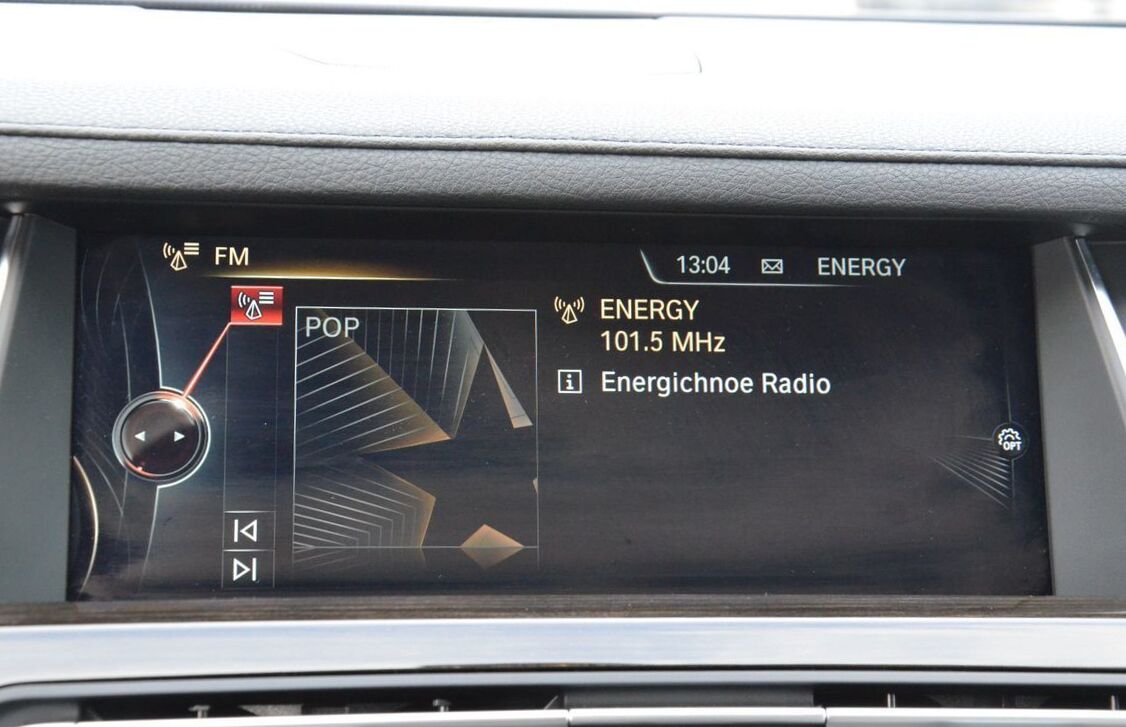 FM
13:04 ENERGY
POP
ENERGY
101.5 MHz
i Energichnoe Radio
OPT